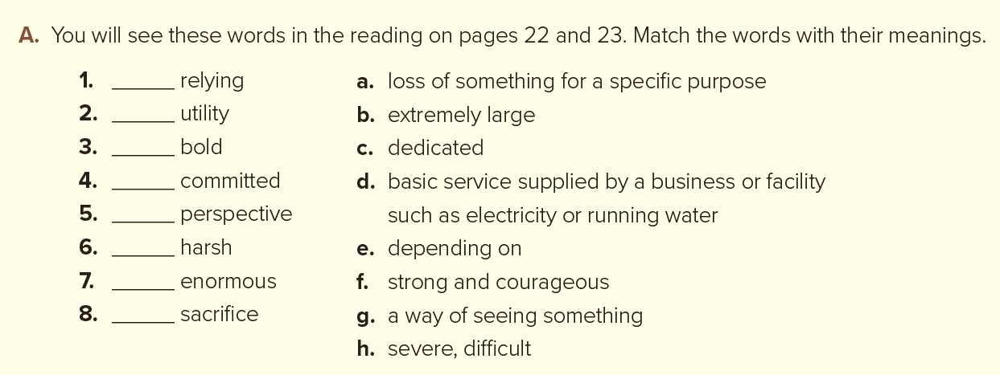 A. You will see these words in the reading on pages 22 and 23. Match the words with their meanings.
1. ______ relying
2. ______ utility
3. ______ bold
4. ______ committed
5. ______ perspective
6. ______ harsh
7. ______ enormous
8. ______ sacrifice
a. loss of something for a specific purpose
b. extremely large
c. dedicated
d. basic service supplied by a business or facility
such as electricity or running water
e. depending on
f. strong and courageous
g. a way of seeing something
h. severe, difficult